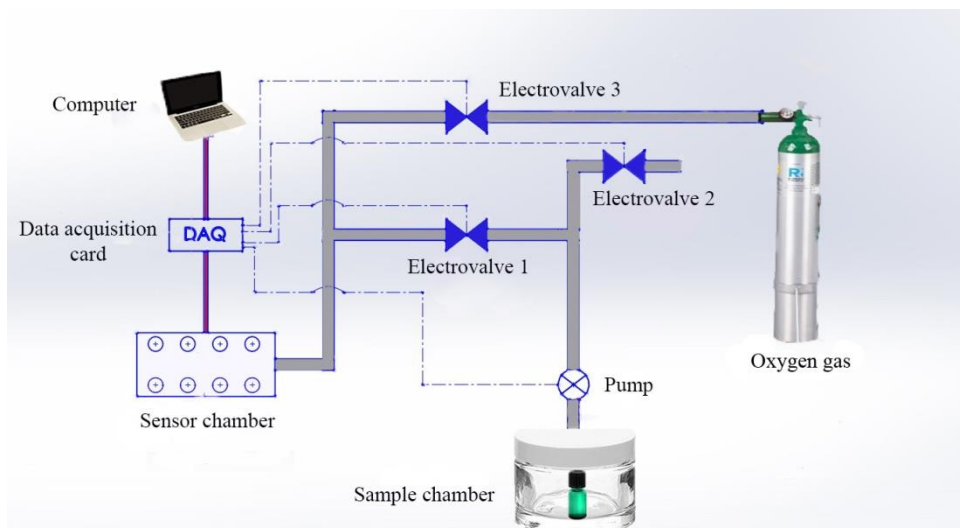 Electrovalve 3
Computer
Electrovalve 2
Data acquisition
card
DAQ
Electrovalve 1
Oxygen gas
Pump
Sensor chamber
Sample chamber